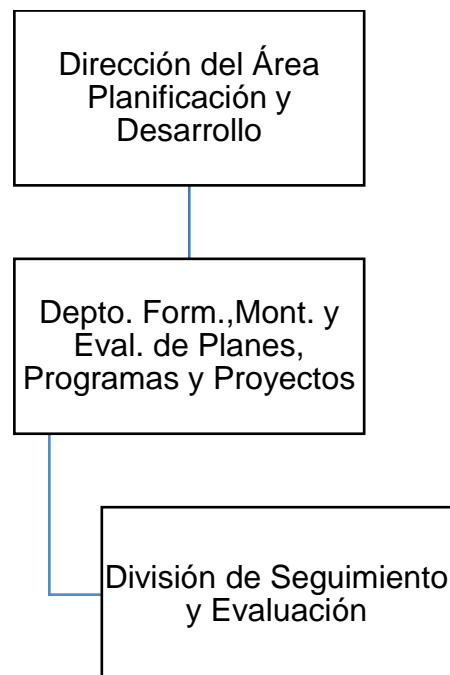 Dirección del Área
Planificación y
Desarrollo
Depto. Form.,Mont. y
Eval. de Planes,
Programas y Proyectos
División de Seguimiento
y Evaluación